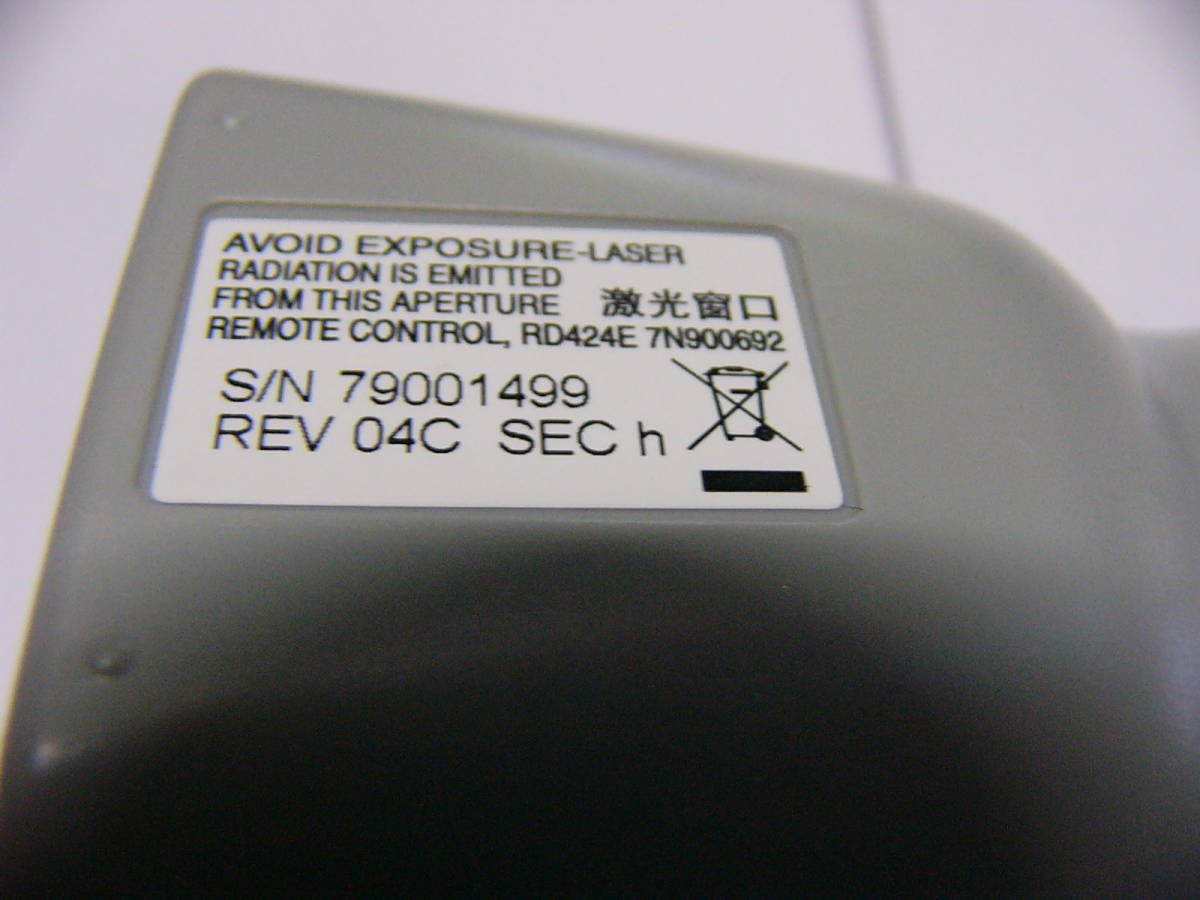 AVOID EXPOSURE-LASER
RADIATION IS EMITTED
FROM THIS APERTURE 激光窗口
REMOTE CONTROL, RD424E 7N900692
S/N 79001499
REV 04C SEC h